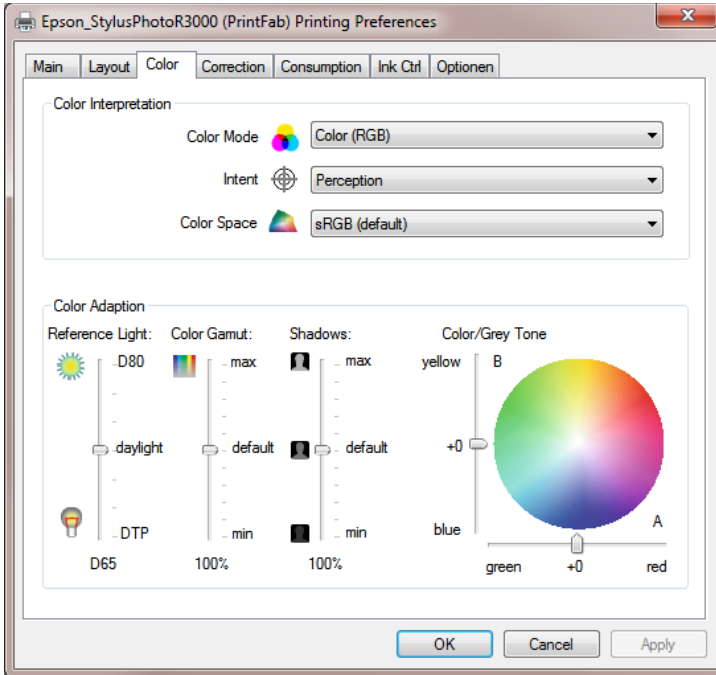 Epson_StylusPhotoR3000 (PrintFab) Printing Preferences
Main Layout Color Correction Consumption Ink Ctrl Optionen
Color Interpretation
Color Mode Color (RGB)
Intent Perception
Color Space sRGB (default)
Color Adaption
Reference Light: Color Gamut: Shadows: Color/Grey Tone
D80 max max yellow B
daylight default default +0
DTP min min blue A
D65 100% 100% green +0 red
OK Cancel Apply